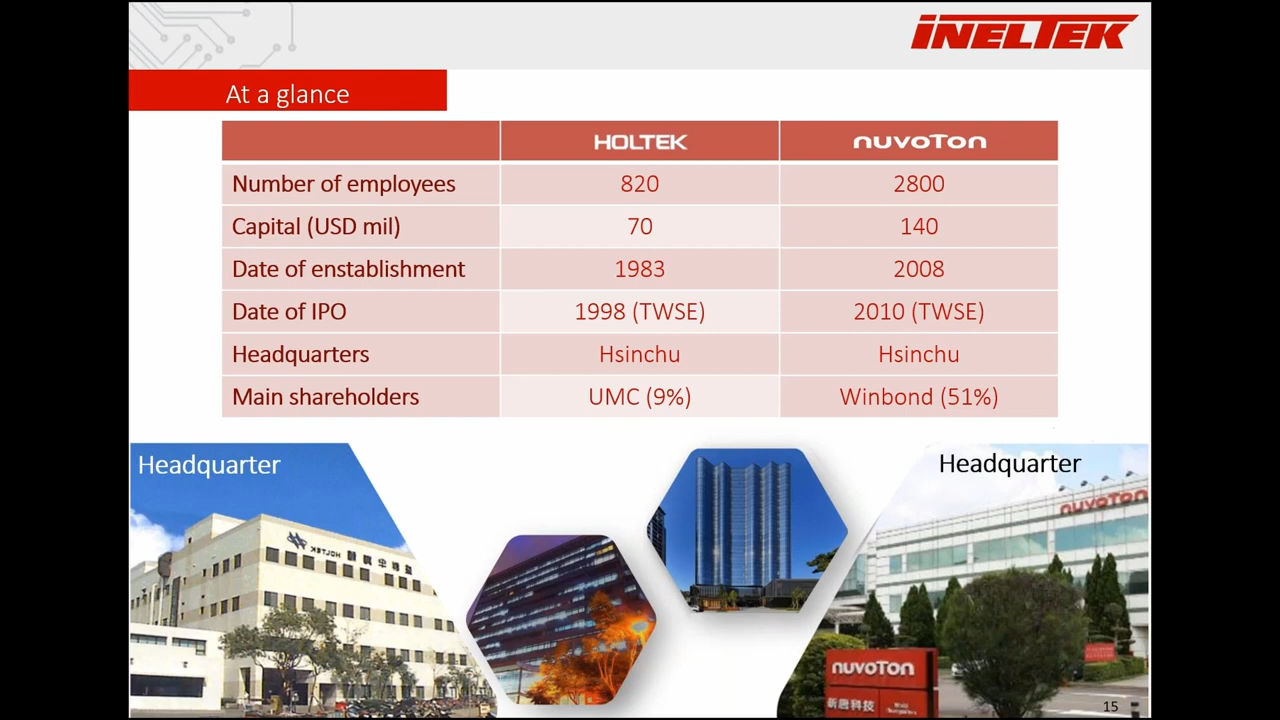 INELTEK
At a glance
HOLTEK nuvoTon
Number of employees 820 2800
Capital (USD mil) 70 140
Date of enstablishment 1983 2008
Date of IPO 1998 (TWSE) 2010 (TWSE)
Headquarters Hsinchu Hsinchu
Main shareholders UMC (9%) Winbond (51%)
Headquarter
Headquarter
nuvoTon
HOLTEK
nuvoTon
新唐科技
15